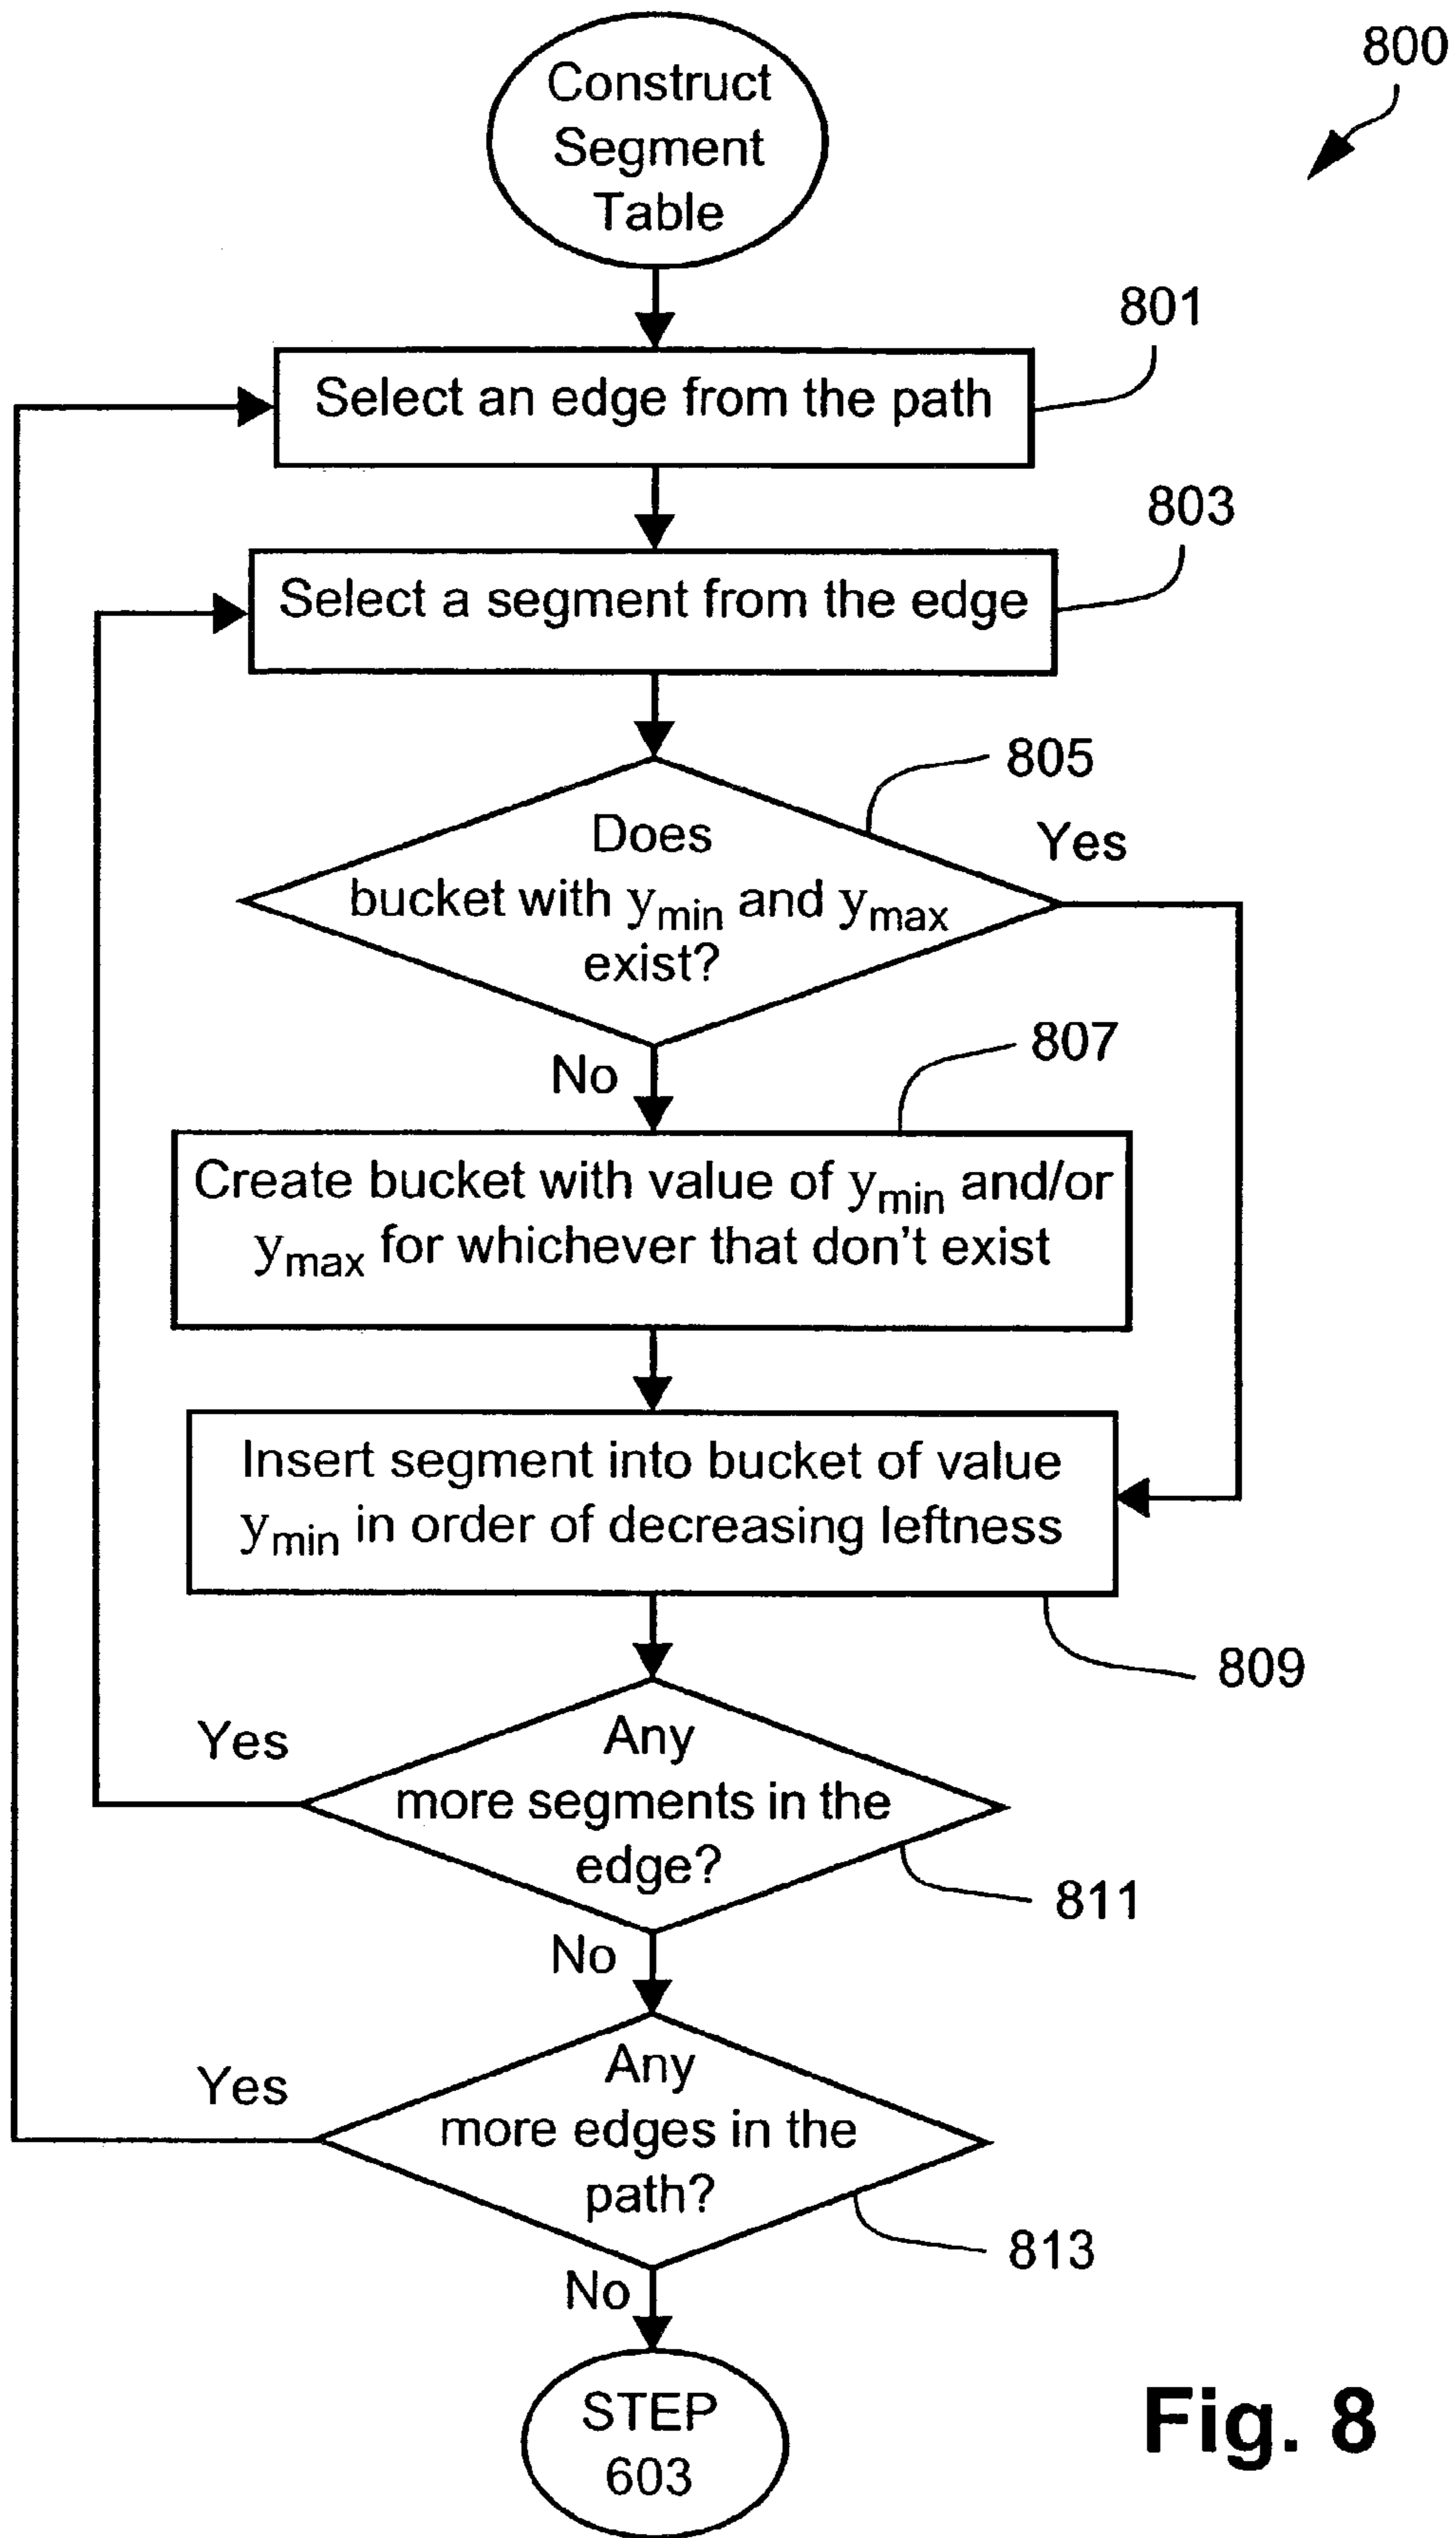 800
Construct
Segment
Table
801
Select an edge from the path
803
Select a segment from the edge
805
Does
bucket with ymin and ymax
exist?
Yes
No
807
Create bucket with value of ymin and/or
ymax for whichever that don't exist
Insert segment into bucket of value
ymin in order of decreasing leftness
809
Any
more segments in the
edge?
Yes
811
No
Any
more edges in the
path?
Yes
813
No
STEP
603
Fig. 8